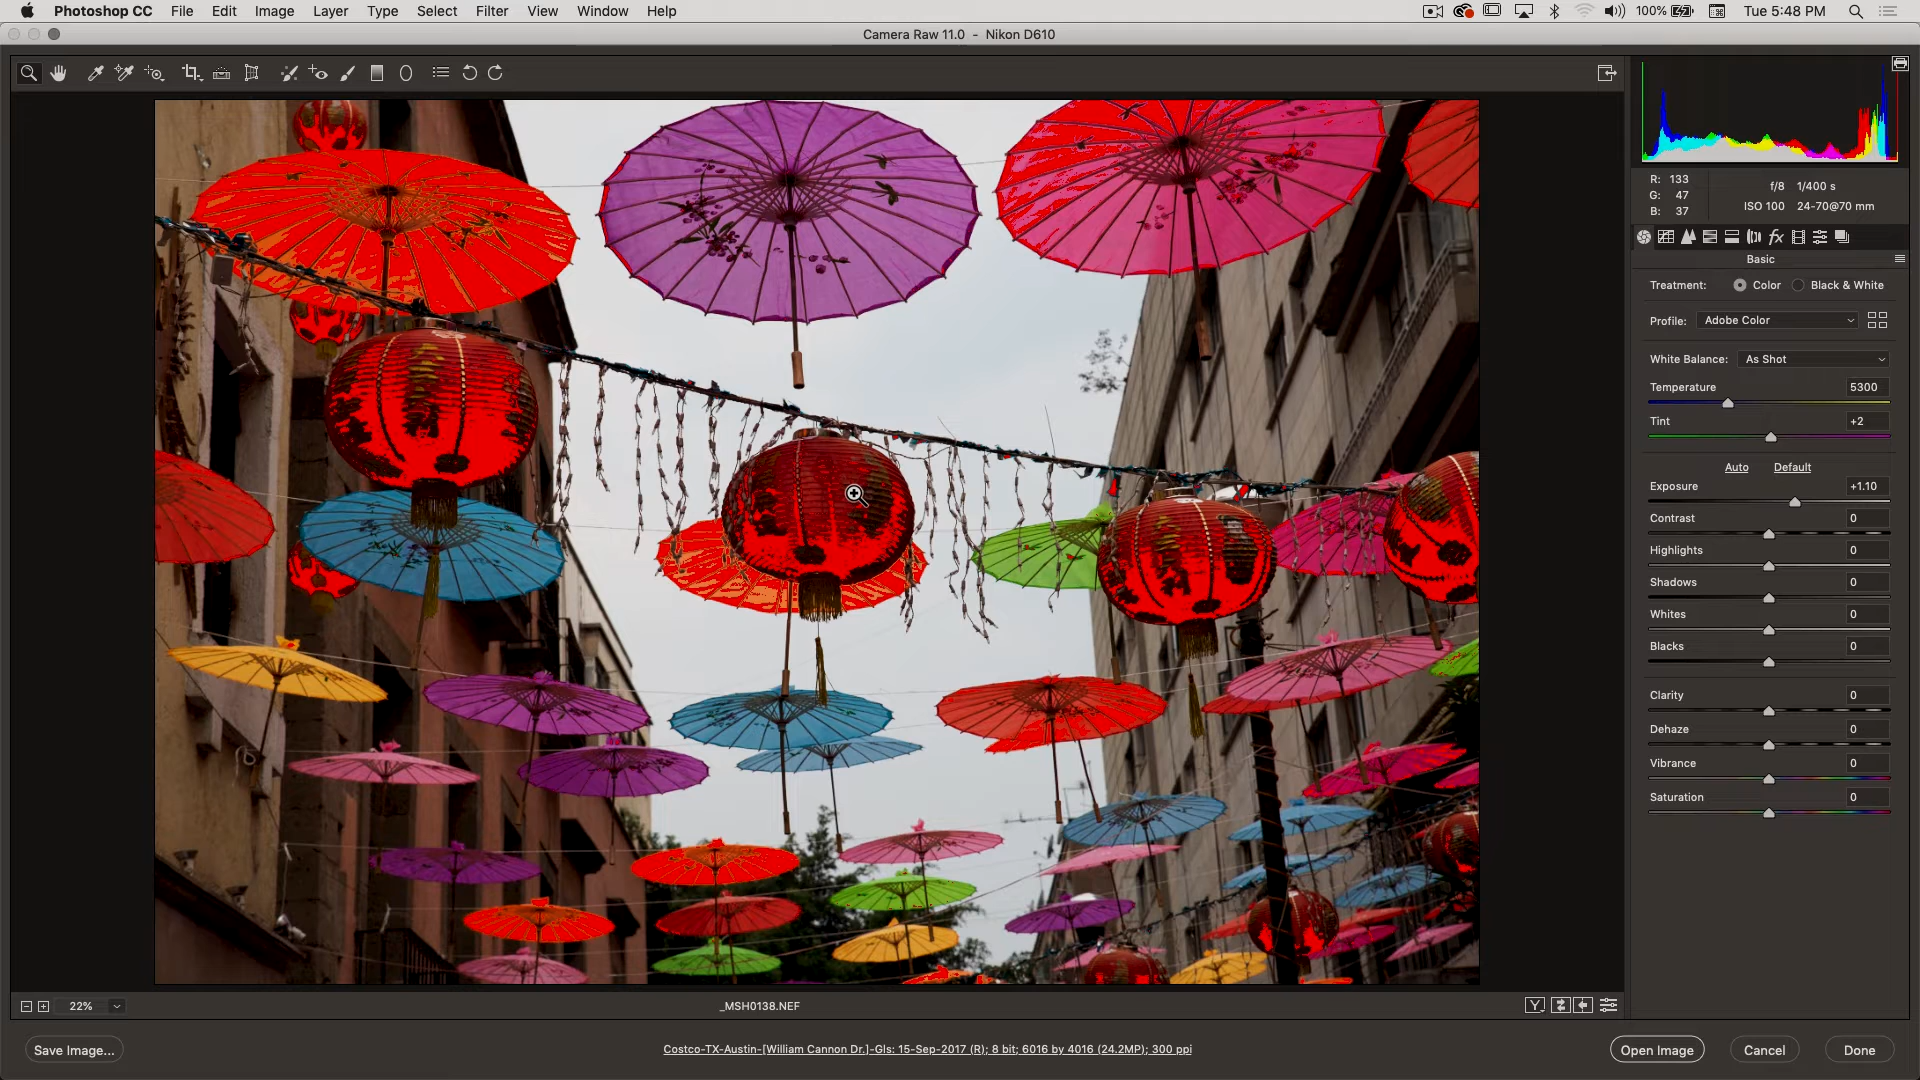 Photoshop CC File Edit Image Layer Type Select Filter View Window Help 100% Tue 5:48 PM
Camera Raw 11.0 - Nikon D610
R: 133
G: 47
B: 37
f/8 1/400 s
ISO 100 24-70@70 mm
fx
Basic
Treatment: Color Black & White
Profile: Adobe Color
White Balance: As Shot
Temperature 5300
Tint +2
Auto Default
Exposure +1.10
Contrast 0
Highlights 0
Shadows 0
Whites 0
Blacks 0
Clarity 0
Dehaze 0
Vibrance 0
Saturation 0
22% _MSH0138.NEF Y
Save Image... Costco-TX-Austin-[William Cannon Dr.]-Gls: 15-Sep-2017 (R); 8 bit; 6016 by 4016 (24.2MP); 300 ppi Open Image Cancel Done